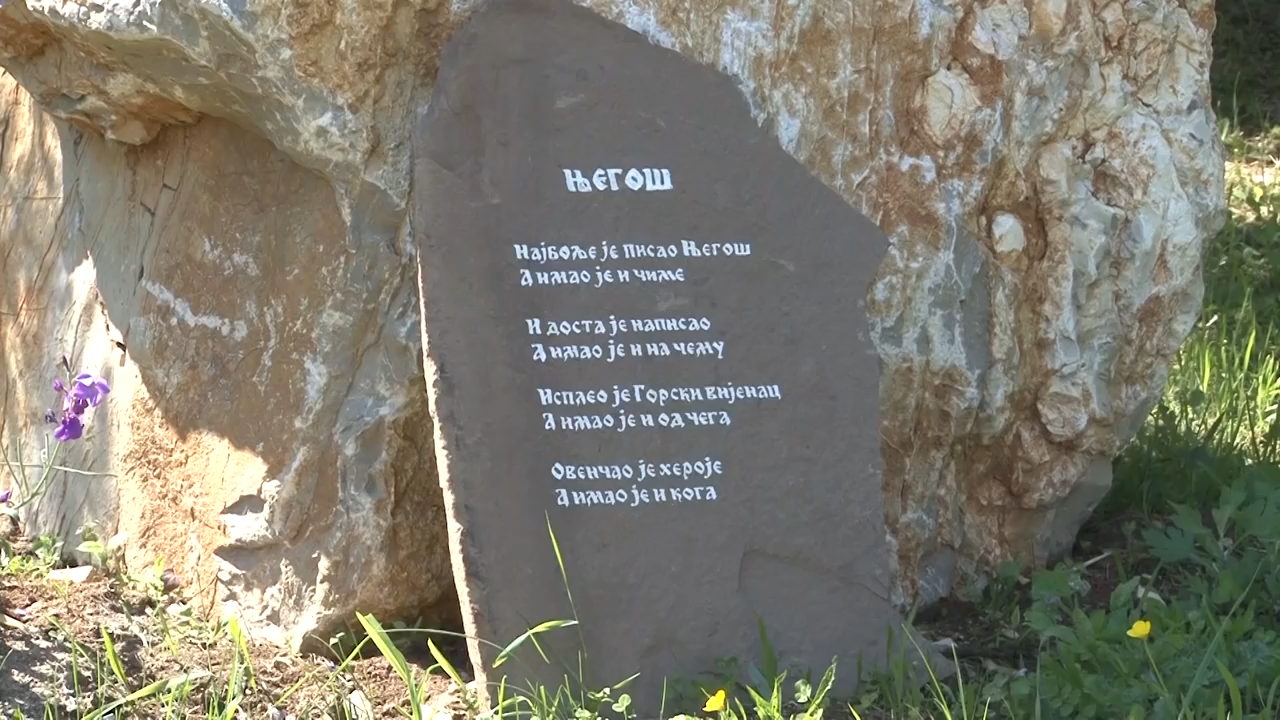 ЊЕГОШ
Најбоље је писао Његош
А имао је и чиме
И доста је написао
А имао је и на чему
Исплео је Горски вијенац
А имао је и од чега
Овенчао је хероје
А имао је и кога